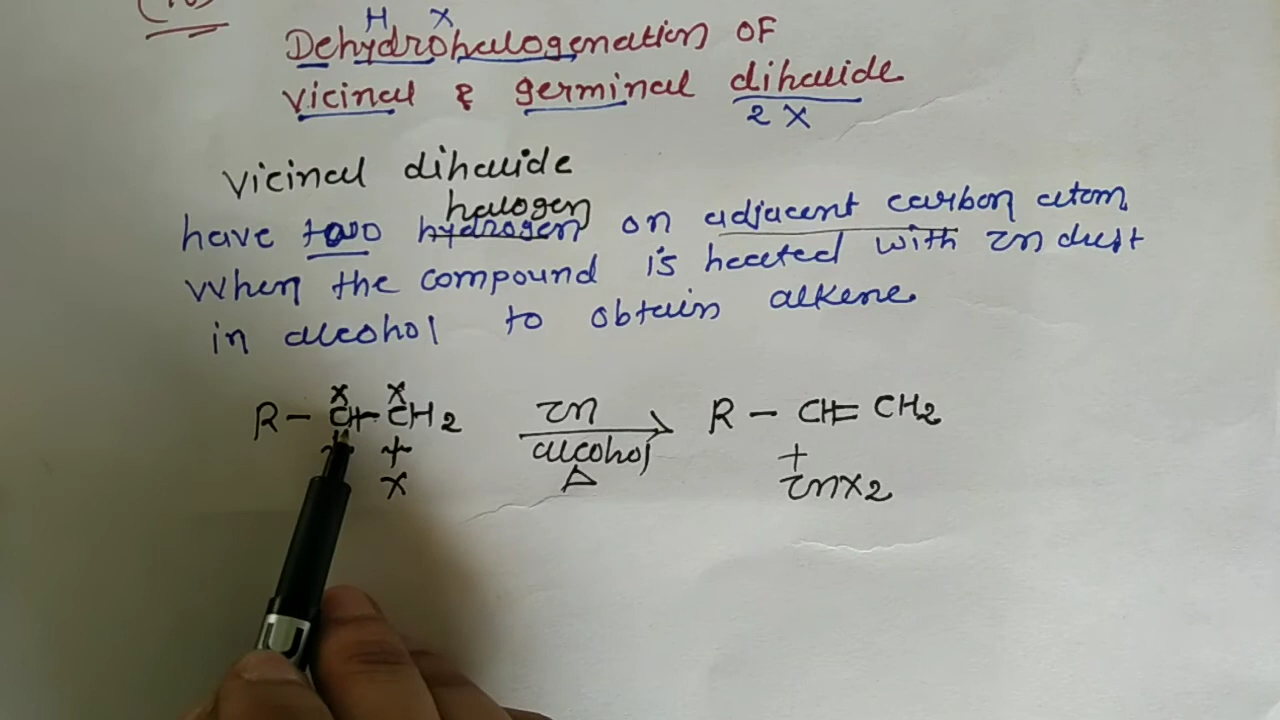 H X
Dehydrohalogenation OF
vicinal & germinal dihalide
2 X
vicinal dihalide
halogen
have two hydrogen on adjacent carbon atom
when the compound is heated with zn dust
in alcohol to obtain alkene
X X
R - CH - CH2 zn R - CH = CH2
alcohol +
X Δ znx2